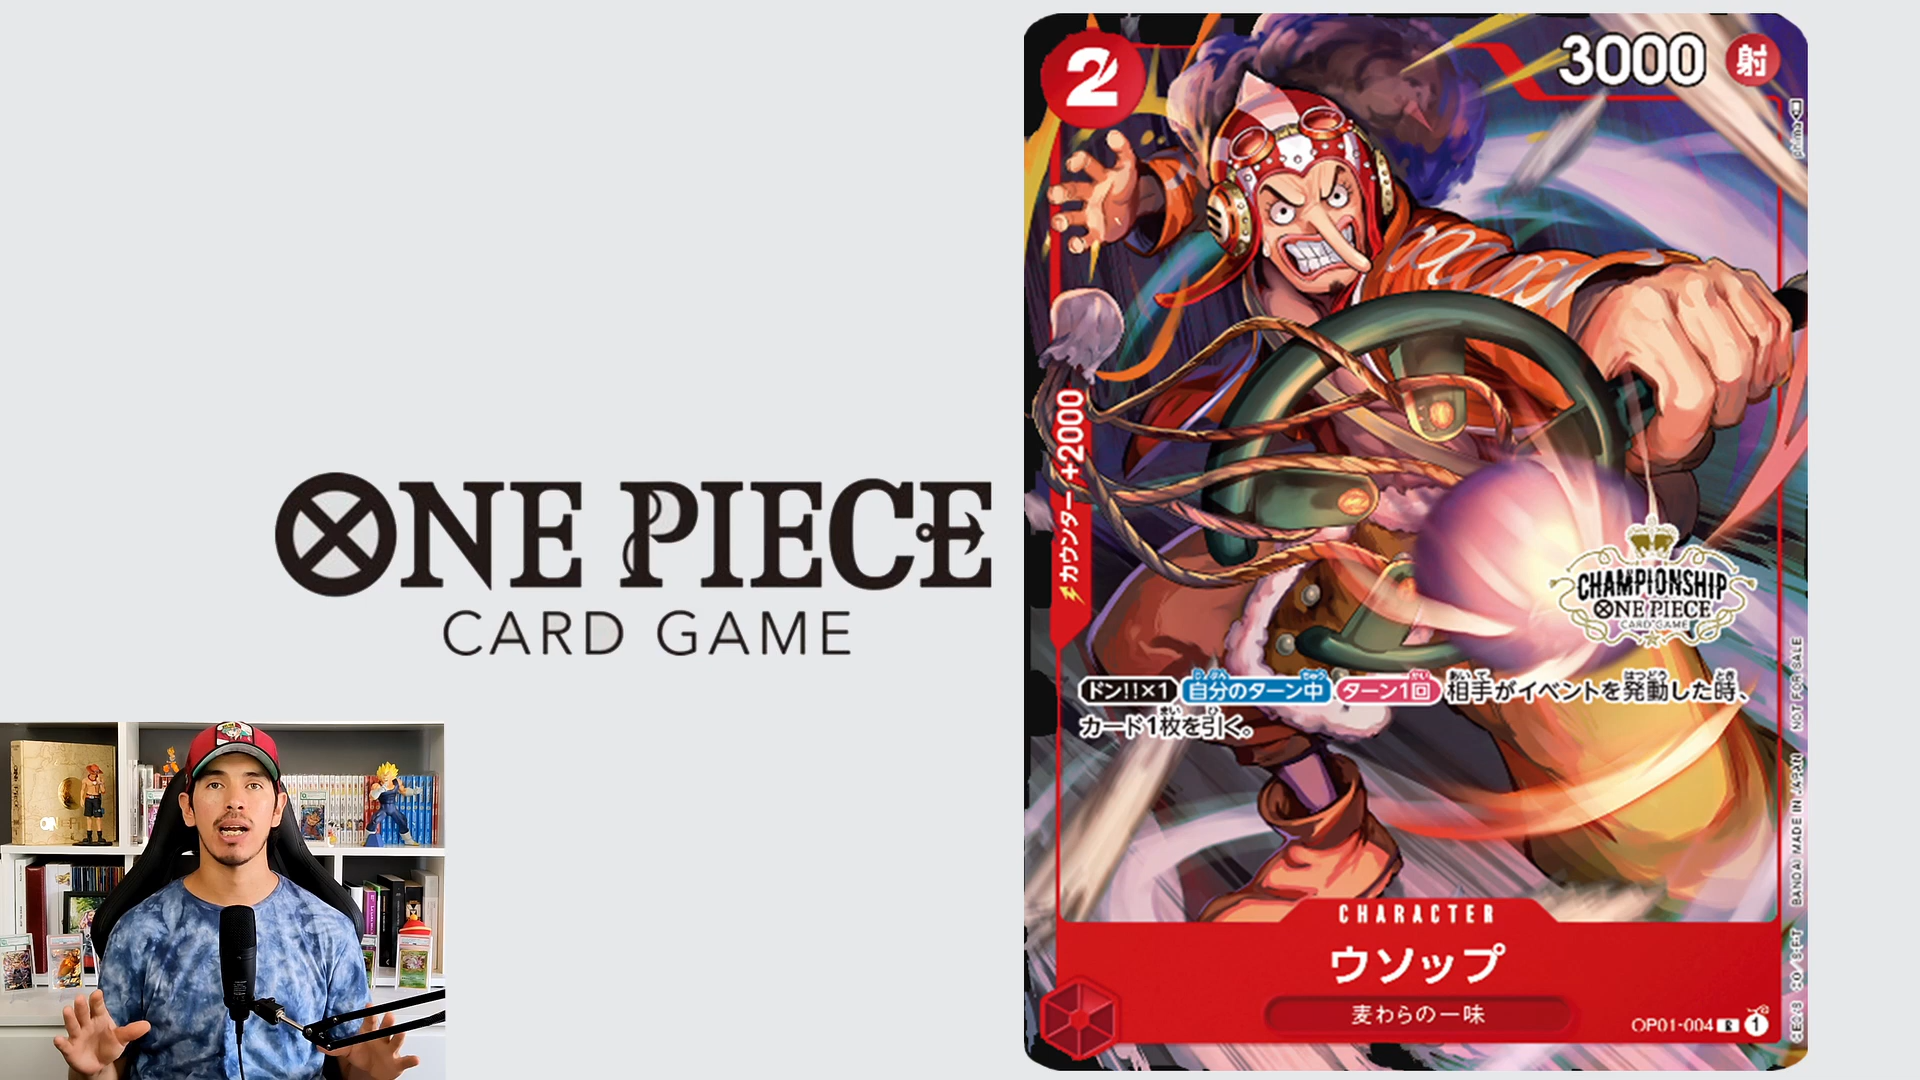 ONE PIECE
CARD GAME
2
3000
射
カウンター +2000
CHAMPIONSHIP
ONE PIECE
CARD GAME
ドン!!×1 自分のターン中 ターン1回 相手がイベントを発動した時、
カード1枚を引く。
CHARACTER
ウソップ
麦わらの一味
OP01-004 R 1
NOT FOR SALE
BANDAI MADE IN JAPAN